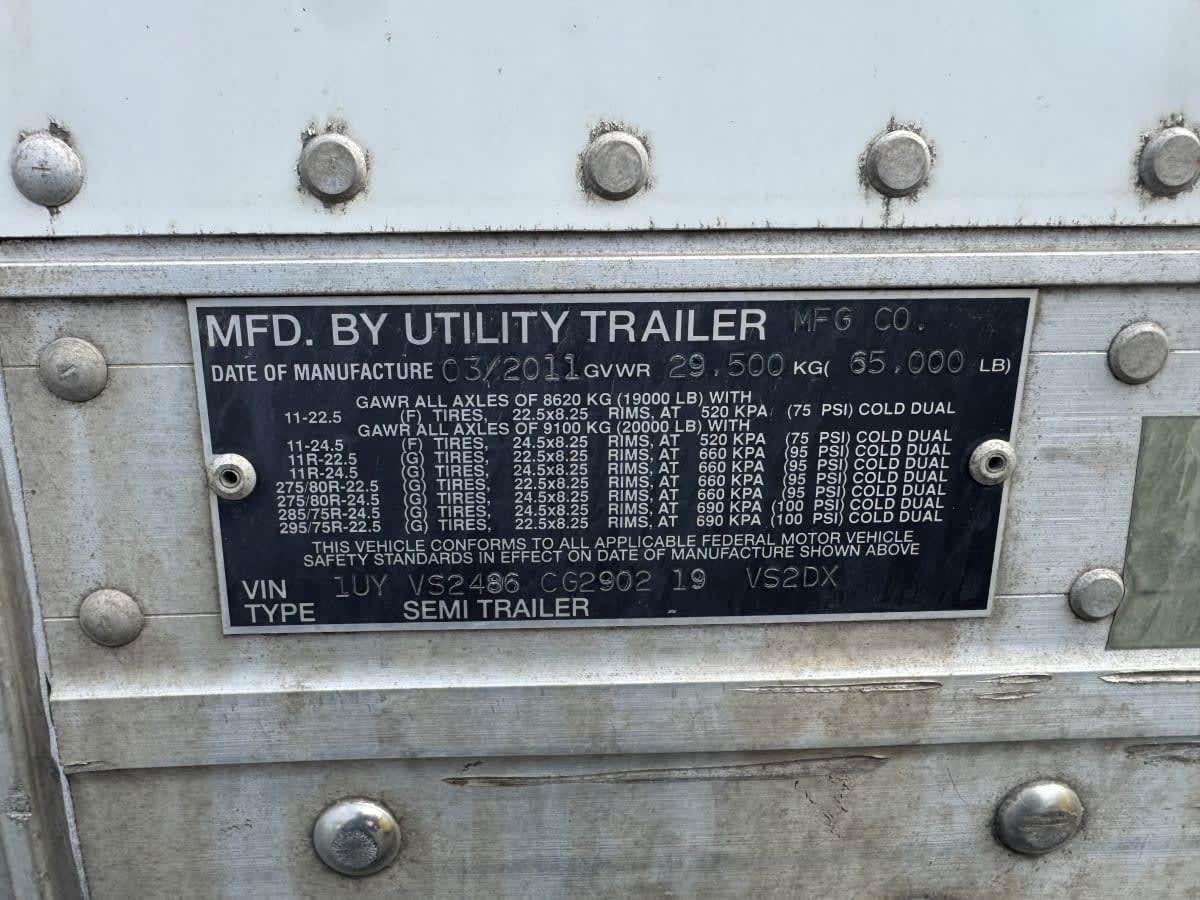 MFD. BY UTILITY TRAILER MFG CO.
DATE OF MANUFACTURE 03/2011 GVWR 29,500 KG( 65,000 LB)
GAWR ALL AXLES OF 8620 KG (19000 LB) WITH
11-22.5 (F) TIRES, 22.5x8.25 RIMS, AT 520 KPA (75 PSI) COLD DUAL
GAWR ALL AXLES OF 9100 KG (20000 LB) WITH
11-24.5 (F) TIRES, 24.5x8.25 RIMS, AT 520 KPA (75 PSI) COLD DUAL
11R-22.5 (G) TIRES, 22.5x8.25 RIMS, AT 660 KPA (95 PSI) COLD DUAL
11R-24.5 (G) TIRES, 24.5x8.25 RIMS, AT 660 KPA (95 PSI) COLD DUAL
275/80R-22.5 (G) TIRES, 22.5x8.25 RIMS, AT 660 KPA (95 PSI) COLD DUAL
275/80R-24.5 (G) TIRES, 24.5x8.25 RIMS, AT 660 KPA (95 PSI) COLD DUAL
285/75R-24.5 (G) TIRES, 24.5x8.25 RIMS, AT 690 KPA (100 PSI) COLD DUAL
295/75R-22.5 (G) TIRES, 22.5x8.25 RIMS, AT 690 KPA (100 PSI) COLD DUAL
THIS VEHICLE CONFORMS TO ALL APPLICABLE FEDERAL MOTOR VEHICLE
SAFETY STANDARDS IN EFFECT ON DATE OF MANUFACTURE SHOWN ABOVE
VIN 1UY VS2486 CG2902 19 VS2DX
TYPE SEMI TRAILER